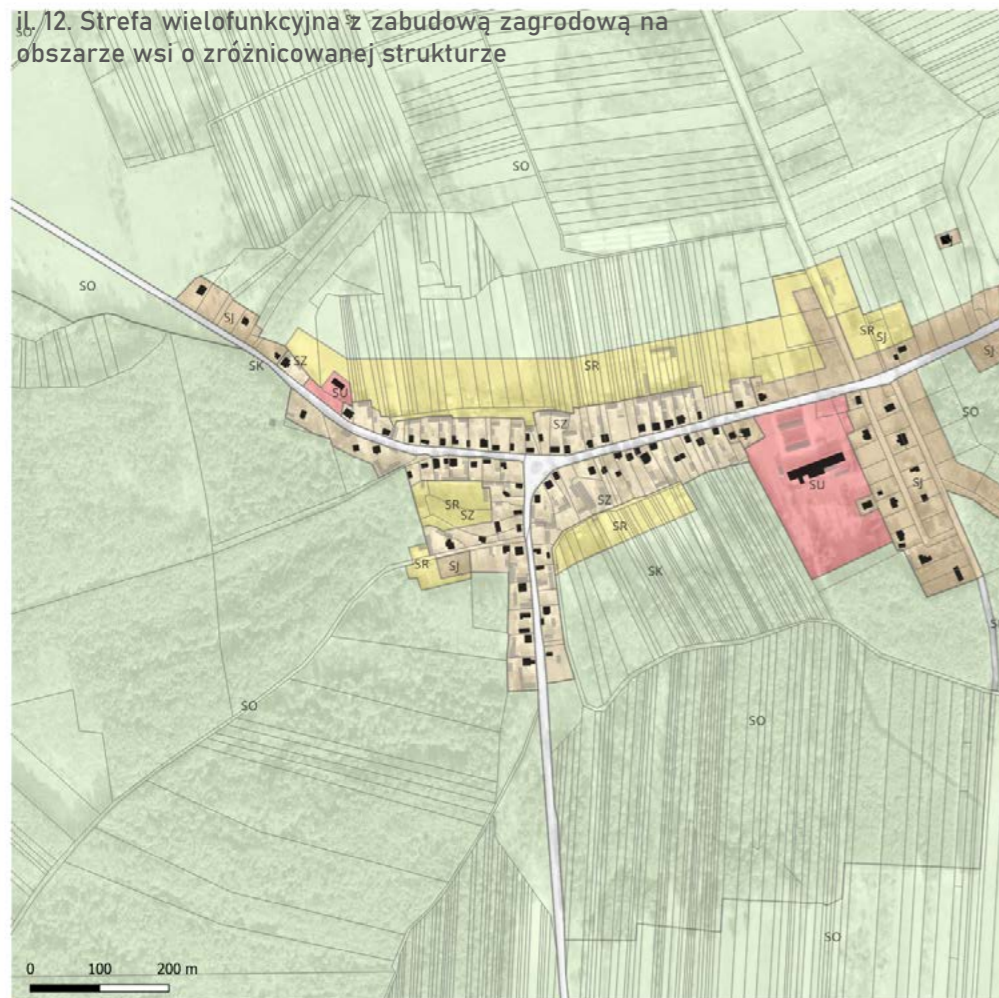 il. 12. Strefa wielofunkcyjna z zabudową zagrodową na
obszarze wsi o zróżnicowanej strukturze
SO
SO
SO
SJ
SK
SZ
SU
SR
SR
SJ
SJ
SO
SZ
SR
SZ
SZ
SR
SU
SJ
SR
SJ
SK
SO
SO
SO
0 100 200 m